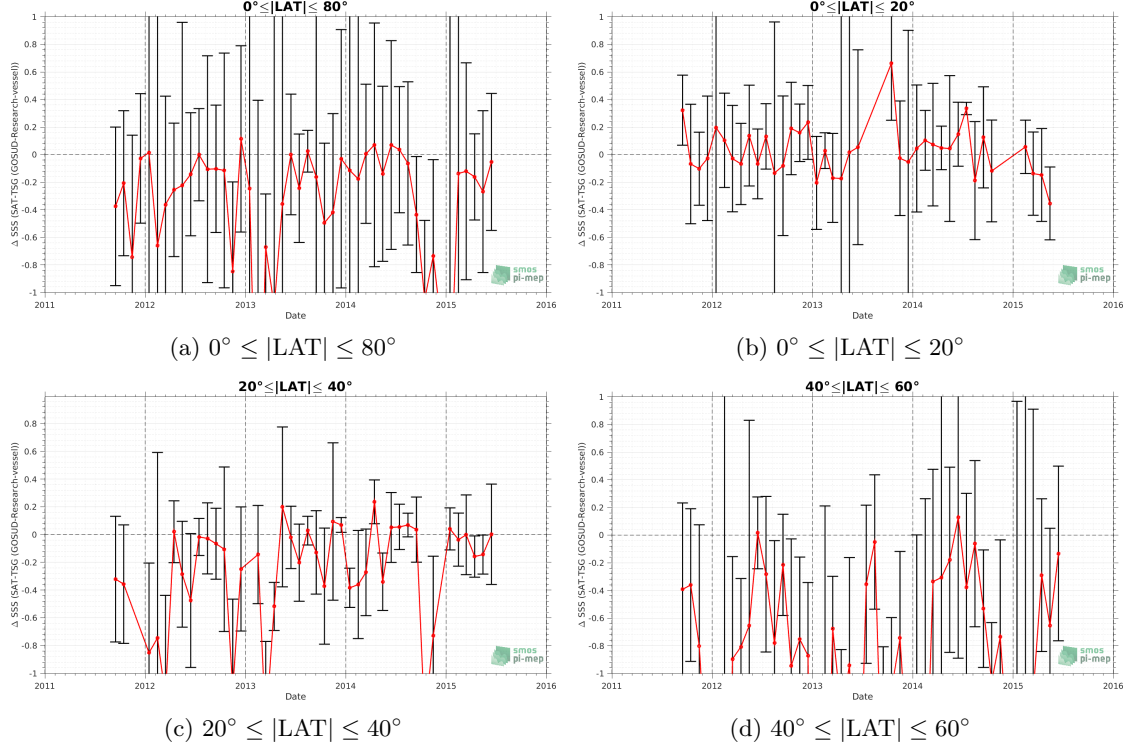 0°≤|LAT|≤ 80°
1
0.8
0.6
0.4
0.2
0
-0.2
-0.4
-0.6
-0.8
-1
Δ SSS (SAT-TSG (GOSUD-Research-vessel))
2011
2012
2013
2014
2015
2016
Date
smos
pi-mep
(a) 0° ≤ |LAT| ≤ 80°
0°≤|LAT|≤ 20°
1
0.8
0.6
0.4
0.2
0
-0.2
-0.4
-0.6
-0.8
-1
Δ SSS (SAT-TSG (GOSUD-Research-vessel))
2011
2012
2013
2014
2015
2016
Date
smos
pi-mep
(b) 0° ≤ |LAT| ≤ 20°
20°≤|LAT|≤ 40°
0.8
0.6
0.4
0.2
0
-0.2
-0.4
-0.6
-0.8
-1
Δ SSS (SAT-TSG (GOSUD-Research-vessel))
2011
2012
2013
2014
2015
2016
Date
smos
pi-mep
(c) 20° ≤ |LAT| ≤ 40°
40°≤|LAT|≤ 60°
1
0.8
0.6
0.4
0.2
0
-0.2
-0.4
-0.6
-0.8
-1
Δ SSS (SAT-TSG (GOSUD-Research-vessel))
2011
2012
2013
2014
2015
2016
Date
smos
pi-mep
(d) 40° ≤ |LAT| ≤ 60°